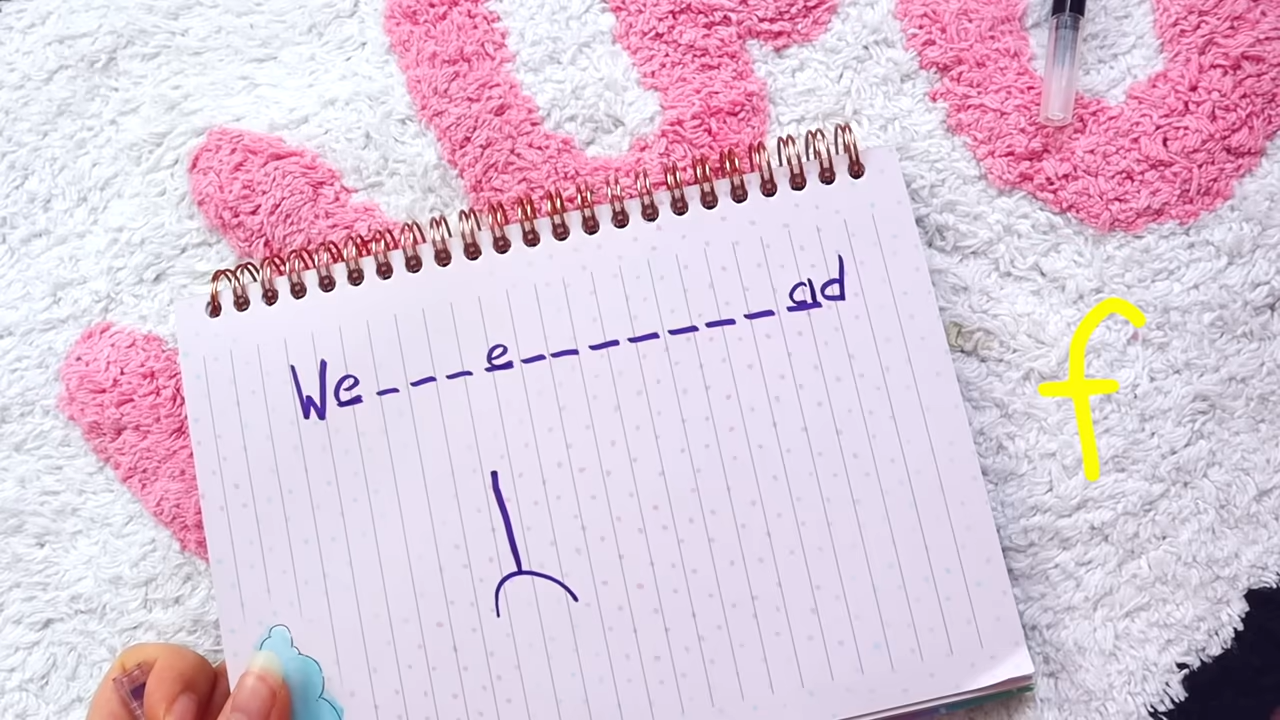 We _ _ _ e _ _ _ _ _ _ _ ad
f